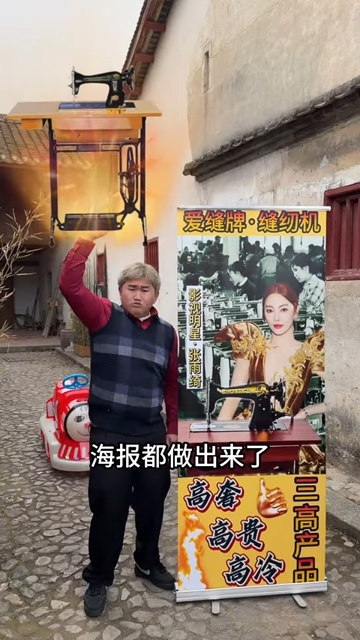 爱缝牌·缝纫机
影视明星·张雨绮
海报都做出来了
高奢
高贵
高冷
三高产品